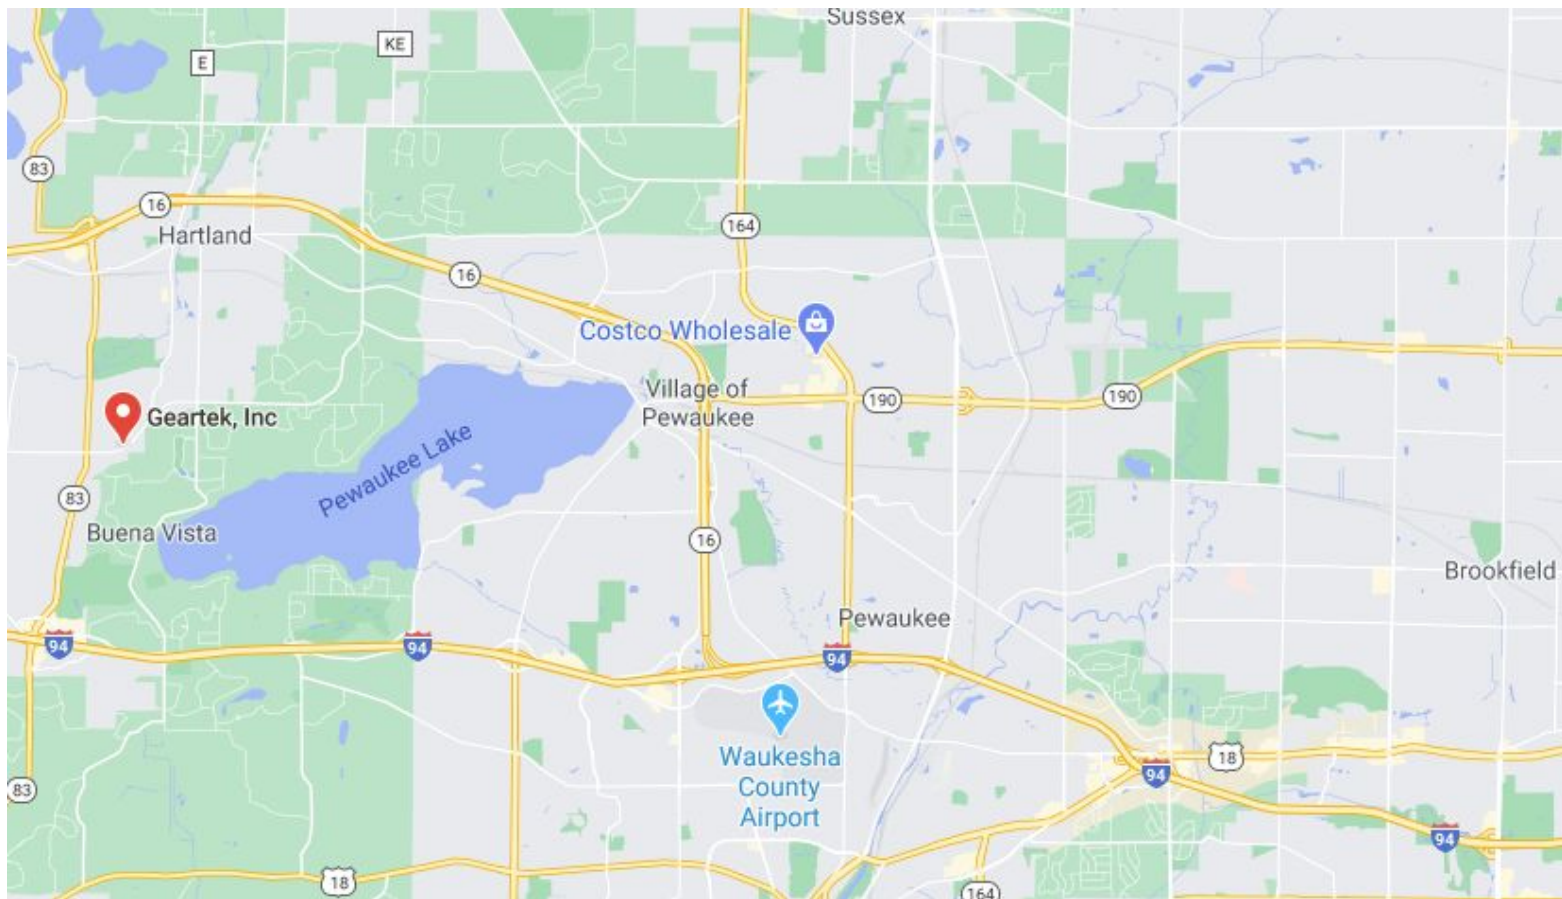 Sussex
KE
E
83
16
Hartland
164
16
Costco Wholesale
Village of
Pewaukee
190
190
Geartek, Inc
Pewaukee Lake
83
Buena Vista
16
Brookfield
Pewaukee
94
94
94
Waukesha
County
Airport
18
94
83
94
18
164